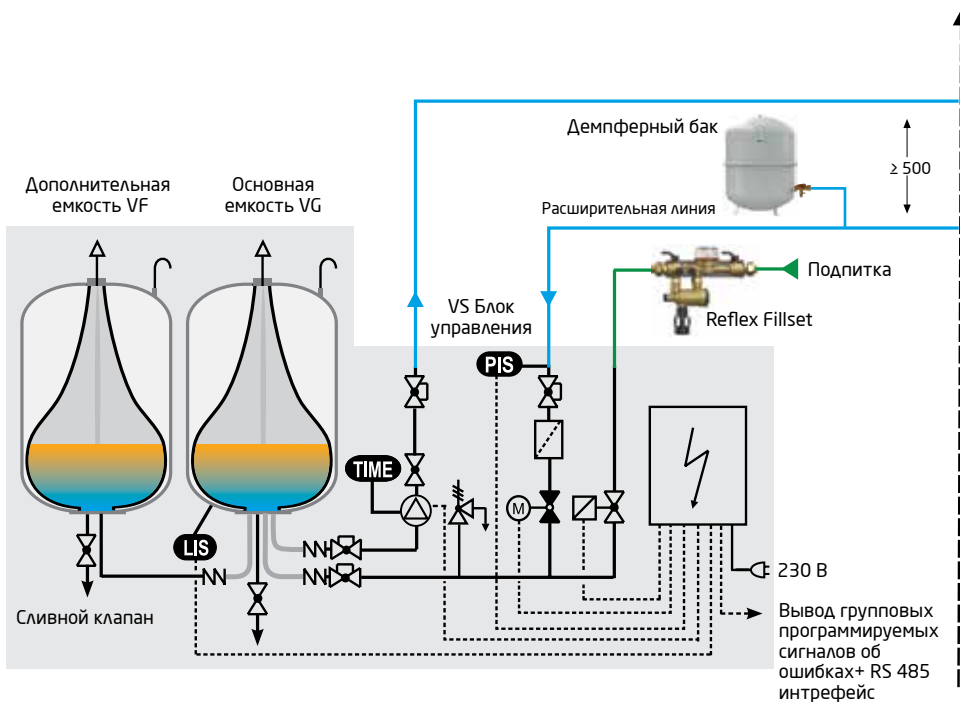 Демпферный бак
≥ 500
Дополнительная
емкость VF
Основная
емкость VG
Расширительная линия
Подпитка
VS Блок
управления
Reflex Fillset
PIS
TIME
M
LIS
230 В
Сливной клапан
Вывод групповых
программируемых
сигналов об
ошибках+ RS 485
интрефейс